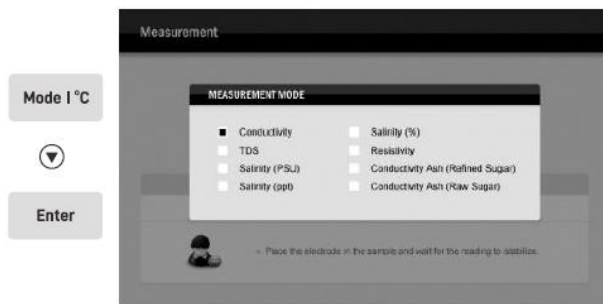 Mode I °C
Enter
Measurement
MEASUREMENT MODE
Conductivity
TDS
Salinity (PSU)
Salinity (ppt)
Salinity (%)
Resistivity
Conductivity Ash (Refined Sugar)
Conductivity Ash (Raw Sugar)
Place the electrode in the sample and wait for the reading to stabilize.